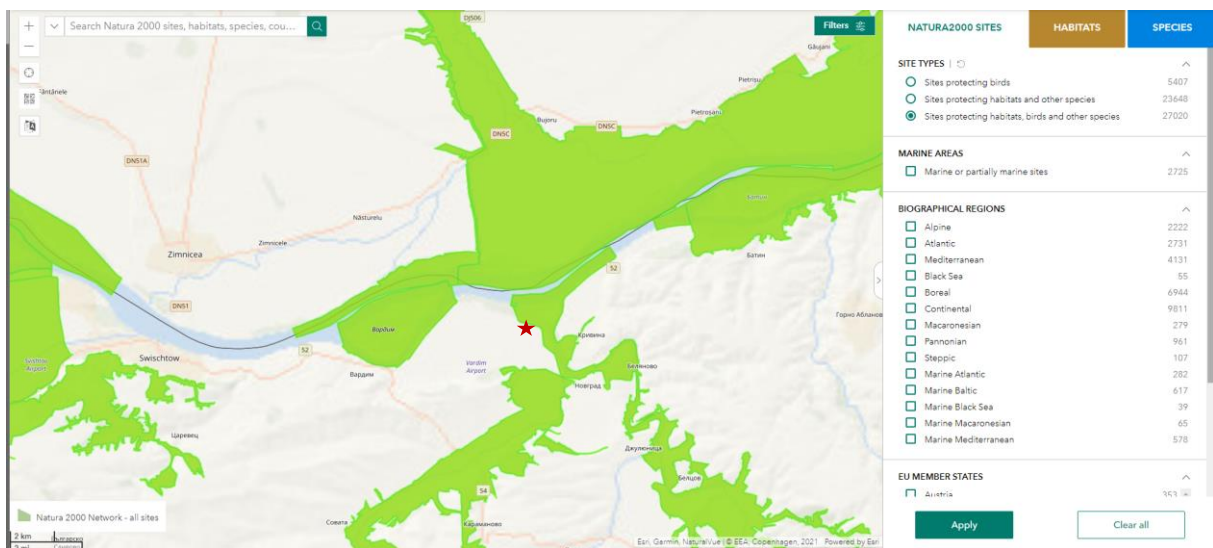 Search Natura 2000 sites, habitats, species, cou...
Filters
NATURA2000 SITES
HABITATS
SPECIES
SITE TYPES
Sites protecting birds 5407
Sites protecting habitats and other species 23648
Sites protecting habitats, birds and other species 27020
MARINE AREAS
Marine or partially marine sites 2725
BIOGRAPHICAL REGIONS
Alpine 2222
Atlantic 2731
Mediterranean 4131
Black Sea 55
Boreal 6944
Continental 9811
Macaronesian 279
Pannonian 961
Steppic 107
Marine Atlantic 282
Marine Baltic 617
Marine Black Sea 39
Marine Macaronesian 65
Marine Mediterranean 578
EU MEMBER STATES
Austria 353
Apply
Clear all
DJ506
Găujani
Pietrișu
Pietroșani
Bujoru
DN5C
DN5C
DN51A
Năsturelu
Zimnicele
Zimnicea
DN51
52
Батин
Горно Абланов
Вардим
Кривина
Swischtow
52
Vardim
Airport
Вардим
Беляново
Новград
Царевец
Джулюница
Белцов
54
Совата
Караманово
Natura 2000 Network - all sites
2 km
Esri, Garmin, NaturalVue | © EEA, Copenhagen, 2021 Powered by Esri